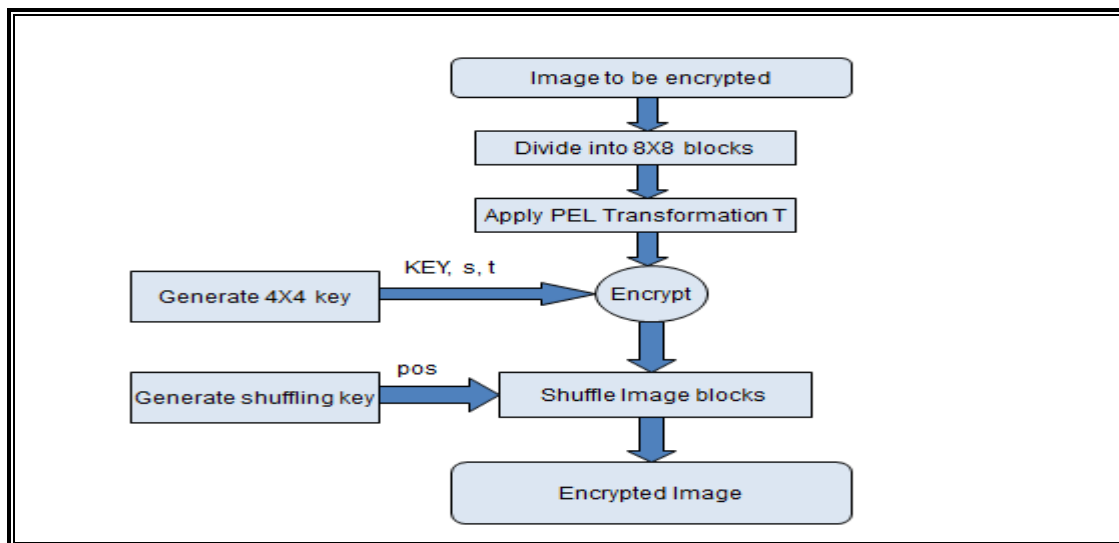 Image to be encrypted
Divide into 8X8 blocks
Apply PEL Transformation T
KEY, s, t
Generate 4X4 key
Encrypt
pos
Generate shuffling key
Shuffle Image blocks
Encrypted Image